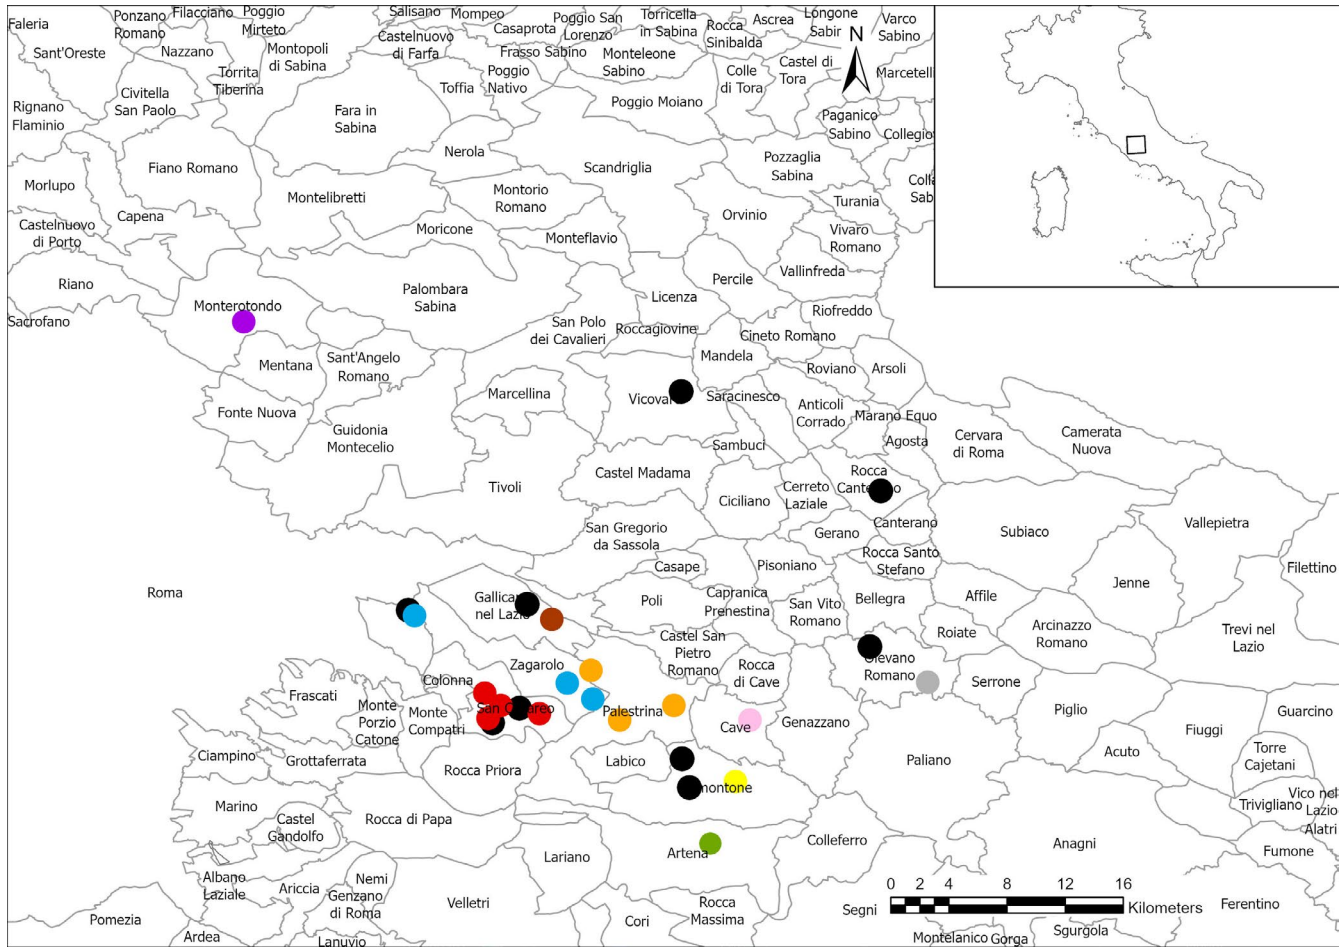 Faleria
Ponzano
Romano
Filacciano
Poggio
Mirteto
Salisano
Mompeo
Casaprota
Poggio San
Lorenzo
Torricella
in Sabina
Rocca
Sinibalda
Ascrea
Longone
Sabir
Varco
Sabino
Sant'Oreste
Nazzano
Montopoli
di Sabina
Castelnuovo
di Farfa
Frasso Sabino
Monteleone
Sabino
Colle
di Tora
Castel di
Tora
N
Marcetell
Torrita
Tiberina
Toffia
Poggio
Nativo
Poggio Moiano
Civitella
San Paolo
Rignano
Flaminio
Fara in
Sabina
Paganico
Sabino
Collegiov
Nerola
Scandriglia
Pozzaglia
Sabina
Fiano Romano
Morlupo
Montelibretti
Montorio
Romano
Colle
Sab
Turania
Capena
Orvinio
Castelnuovo
di Porto
Moricone
Monteflavio
Vivaro
Romano
Riano
Palombara
Sabina
Percile
Vallinfreda
Licenza
Monterotondo
Riofreddo
Sacrofano
San Polo
dei Cavalieri
Roccagiovine
Cineto Romano
Mandela
Mentana
Sant'Angelo
Romano
Roviano
Arsoli
Marcellina
Vicovar
Saracinesco
Fonte Nuova
Anticoli
Corrado
Marano Equo
Guidonia
Montecelio
Sambuci
Agosta
Cervara
di Roma
Camerata
Nuova
Castel Madama
Rocca
Tivoli
Ciciliano
Cerreto
Laziale
Canterano
San Gregorio
da Sassola
Gerano
Subiaco
Vallepietra
Rocca Santo
Stefano
Casape
Pisoniano
Filettino
Jenne
Roma
Gallica
nel Lazio
Poli
Capranica
Prenestina
San Vito
Romano
Bellegra
Affile
Arcinazzo
Romano
Roiate
Trevi nel
Lazio
Castel San
Pietro
Romano
Olevano
Romano
Zagarolo
Rocca
di Cave
Serrone
Colonna
Frascati
Monte
Porzio
Catone
Monte
Compatri
Palestrina
Cave
Genazzano
Piglio
Guarcino
Fiuggi
Acuto
Torre
Cajetani
Ciampino
Grottaferrata
Rocca Priora
Labico
Paliano
Vico nel
Lazio
Trivigliano
Alatri
Marino
Castel
Gandolfo
Rocca di Papa
Lariano
Artena
Colleferro
Anagni
Fumone
Albano
Laziale
Ariccia
Nemi
Genzano
di Roma
Velletri
Rocca
Massima
Segni
0 2 4 8 12 16
Kilometers
Ferentino
Pomezia
Ardea
Lanuvio
Cori
Montelanico
Gorga
Sgurgola